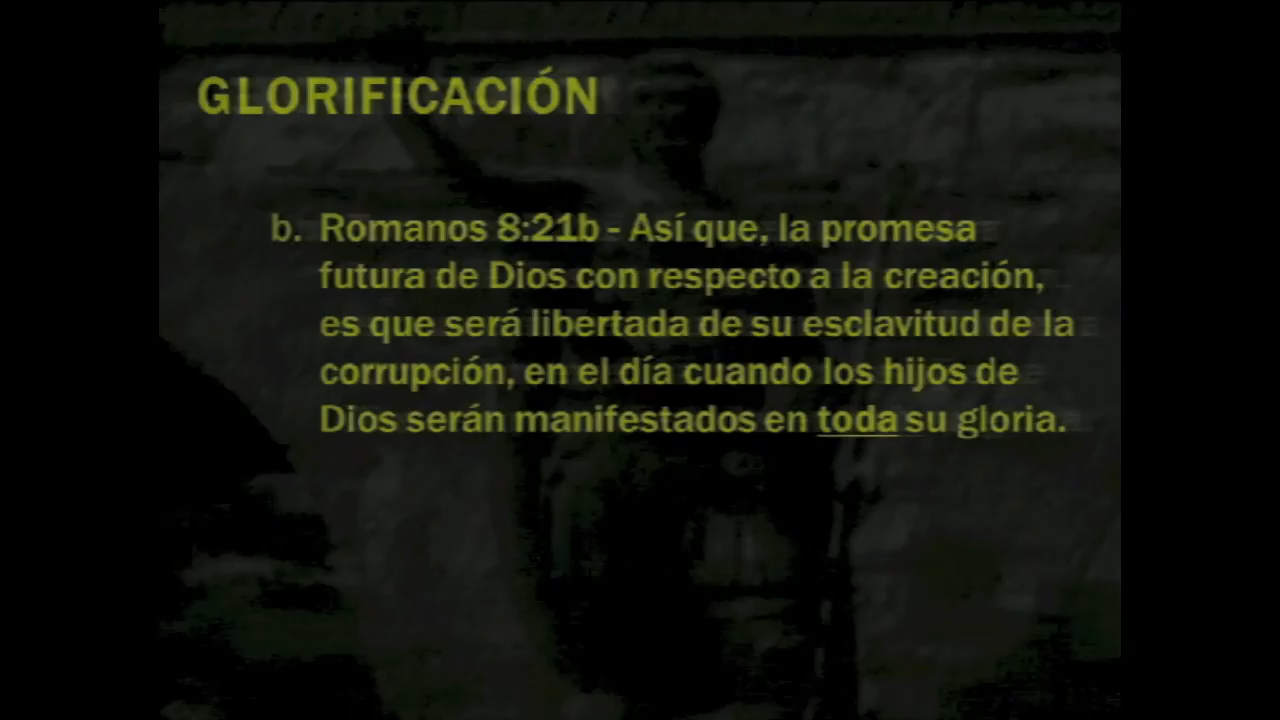 GLORIFICACIÓN
b. Romanos 8:21b - Así que, la promesa
futura de Dios con respecto a la creación,
es que será libertada de su esclavitud de la
corrupción, en el día cuando los hijos de
Dios serán manifestados en toda su gloria.